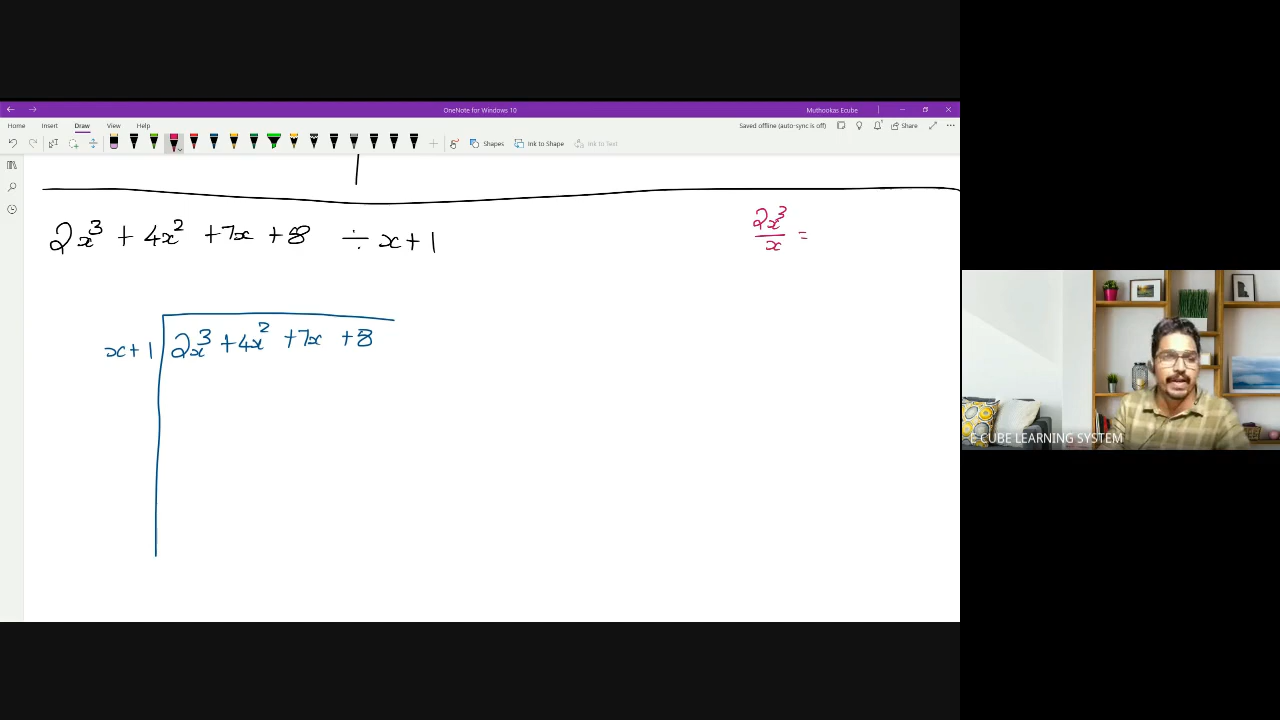 OneNote for Windows 10
Muthookas Ecube
Home Insert Draw View Help
Saved offline (auto-sync is off)
Share
Shapes
Ink to Shape
Ink to Text
2x³ + 4x² + 7x + 8 ÷ x + 1
2x³
/x =
x + 1 2x³ + 4x² + 7x + 8
E CUBE LEARNING SYSTEM